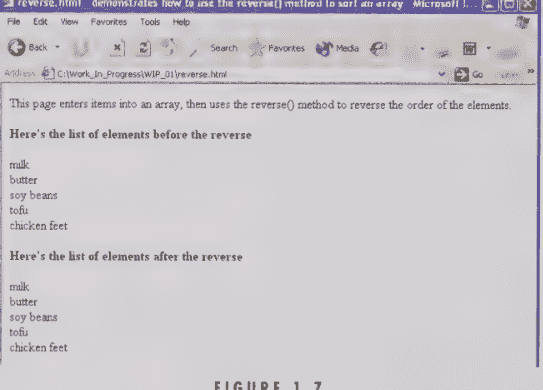 reverse.html demonstrates how to use the reverse() method to sort an array Microsoft I...
File Edit View Favorites Tools Help
Back Search Favorites Media
Address C:\Work_In_Progress\WIP_01\reverse.html Go
This page enters items into an array, then uses the reverse() method to reverse the order of the elements.
Here's the list of elements before the reverse
milk
butter
soy beans
tofu
chicken feet
Here's the list of elements after the reverse
milk
butter
soy beans
tofu
chicken feet
FIGURE 1.7